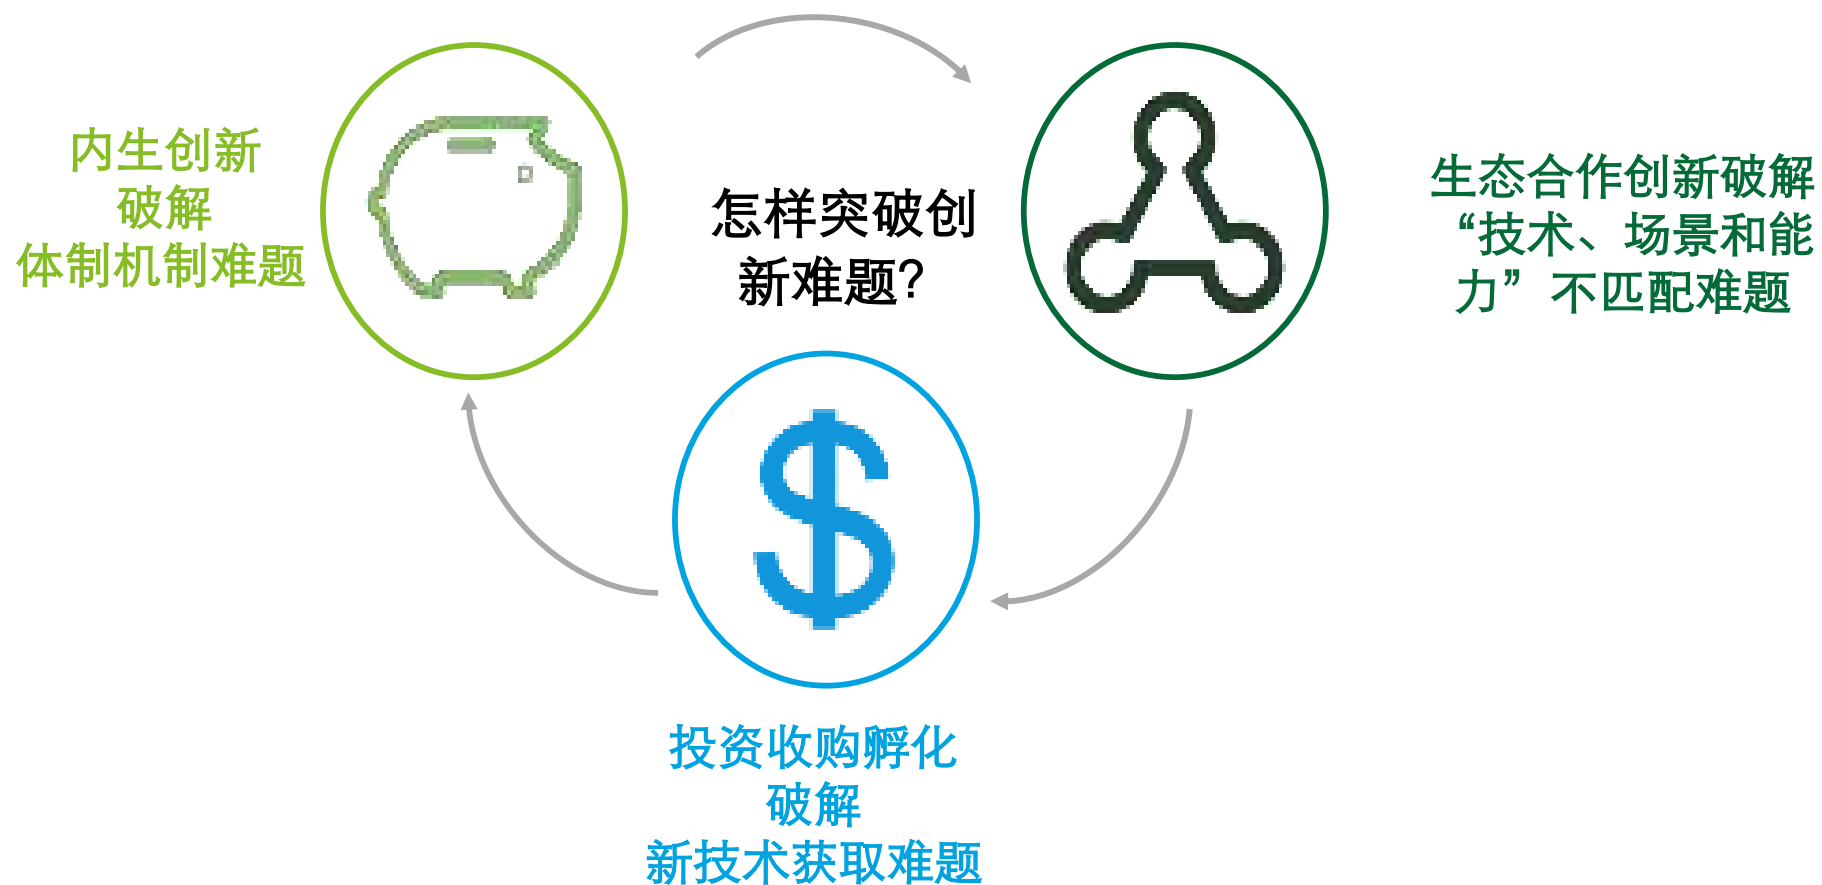 内生创新
破解
体制机制难题
怎样突破创
新难题？
生态合作创新破解
“技术、场景和能
力”不匹配难题
投资收购孵化
破解
新技术获取难题